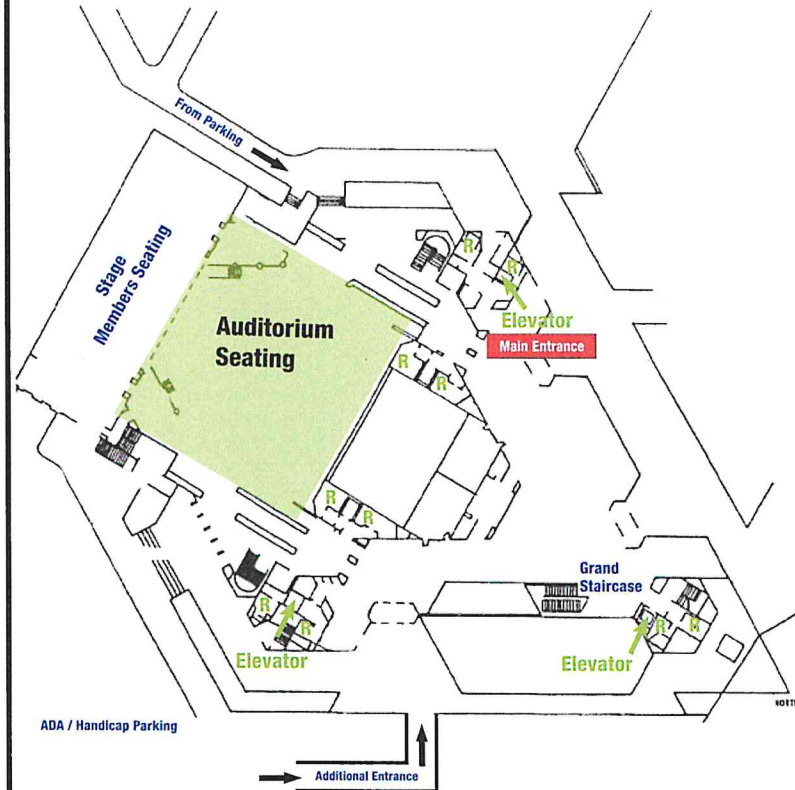 From Parking
Stage
Members Seating
Auditorium
Seating
R
R
Elevator
Main Entrance
R
R
R
R
Grand
Staircase
R
R
R
R
Elevator
Elevator
ADA / Handicap Parking
Additional Entrance